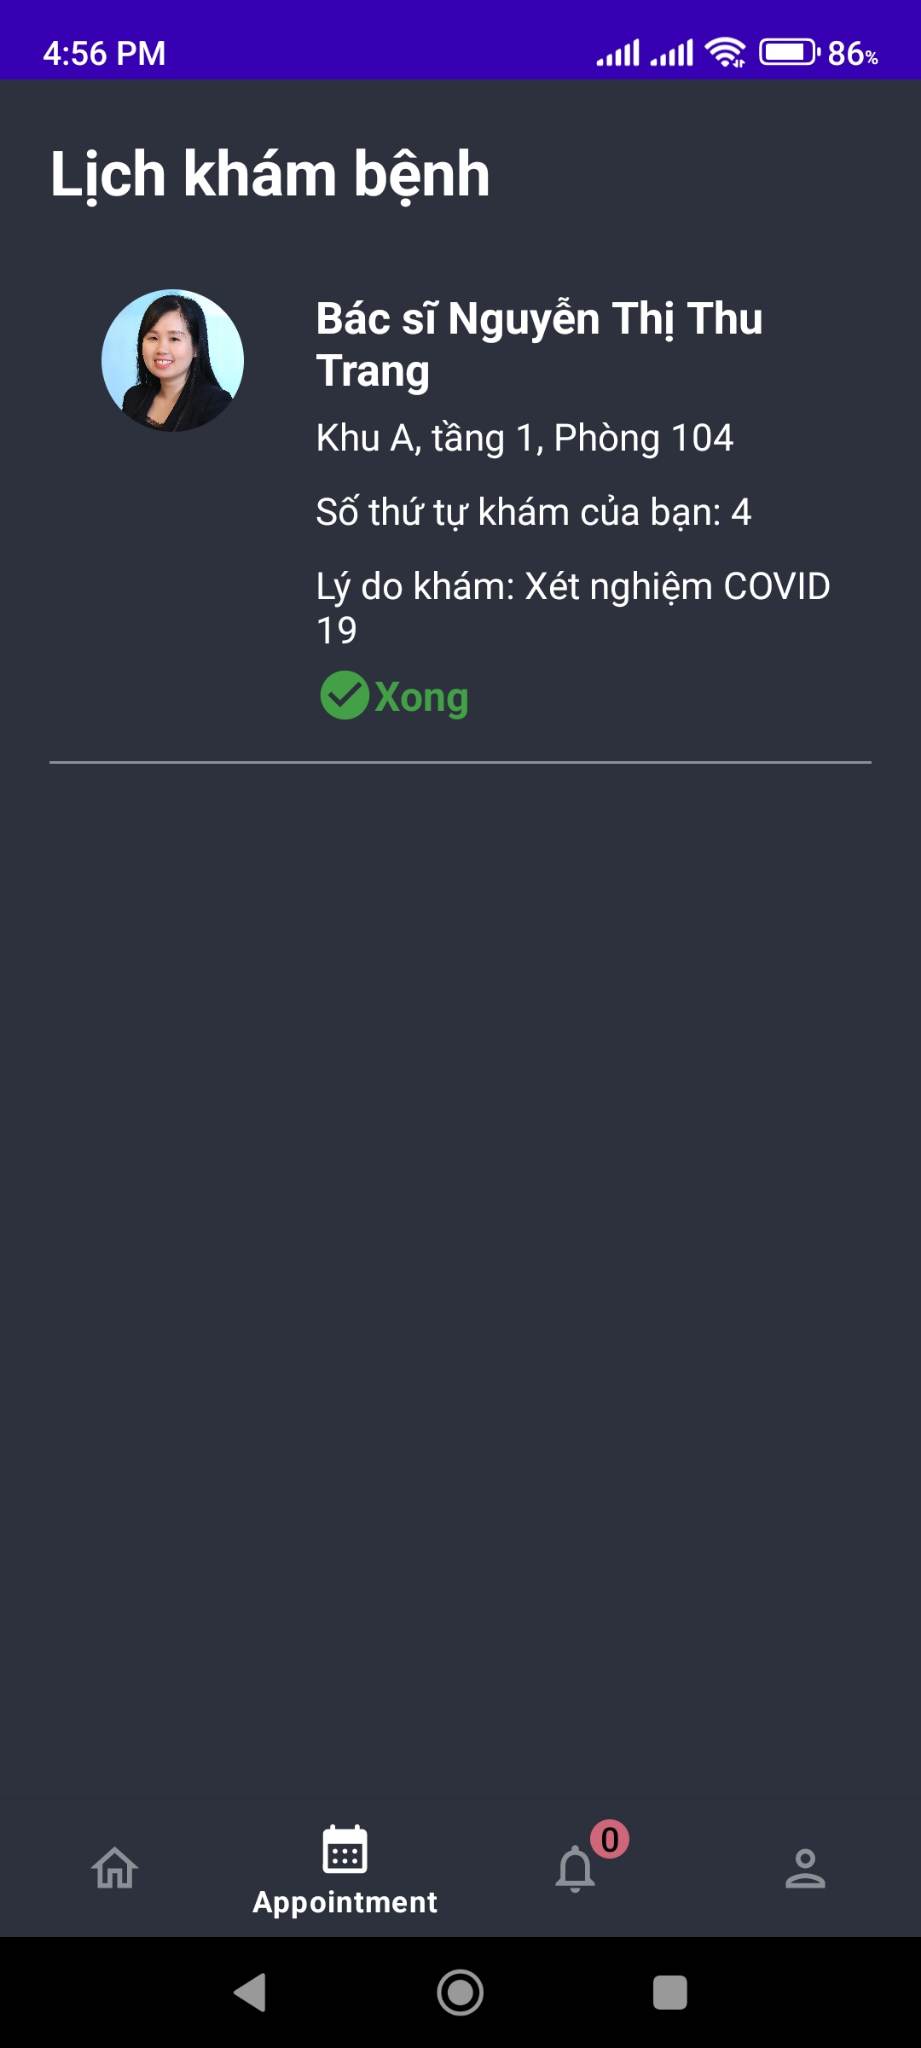 4:56 PM
86%
Lịch khám bệnh
Bác sĩ Nguyễn Thị Thu
Trang
Khu A, tầng 1, Phòng 104
Số thứ tự khám của bạn: 4
Lý do khám: Xét nghiệm COVID
19
Xong
0
Appointment